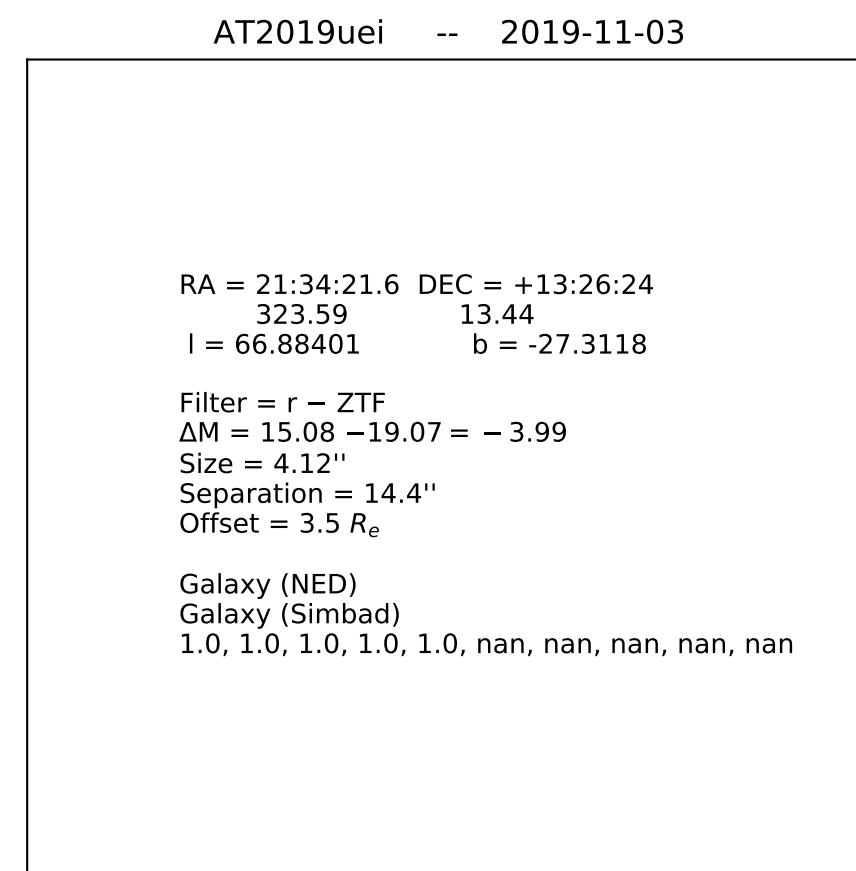 AT2019uei -- 2019-11-03
RA = 21:34:21.6 DEC = +13:26:24
323.59 13.44
l = 66.88401 b = -27.3118
Filter = r − ZTF
ΔM = 15.08 −19.07 = −3.99
Size = 4.12''
Separation = 14.4''
Offset = 3.5 Re
Galaxy (NED)
Galaxy (Simbad)
1.0, 1.0, 1.0, 1.0, 1.0, nan, nan, nan, nan, nan